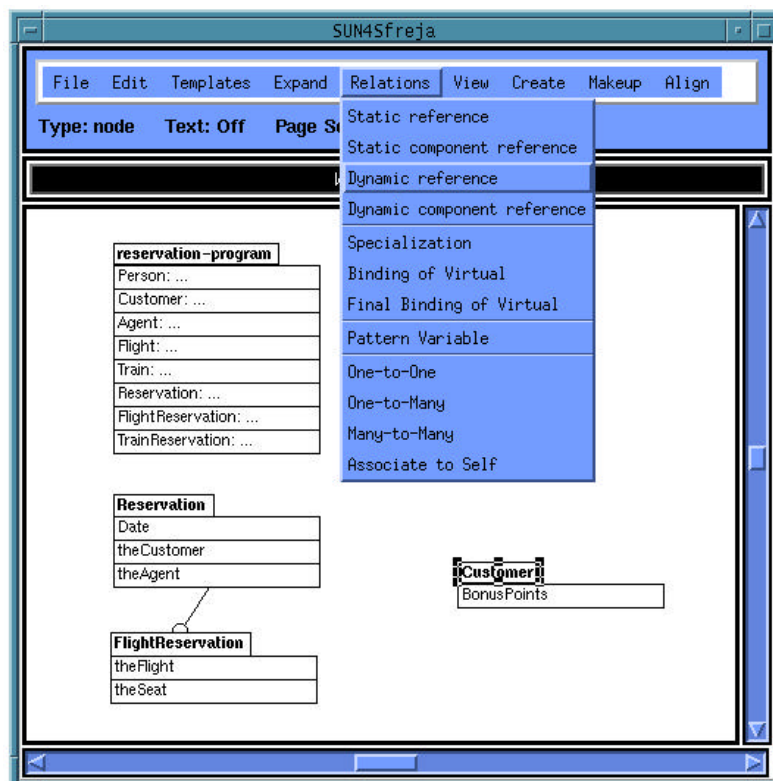 SUN4Sfreja
File Edit Templates Expand Relations View Create Makeup Align
Type: node Text: Off Page
Static reference
Static component reference
Dynamic reference
Dynamic component reference
Specialization
Binding of Virtual
Final Binding of Virtual
Pattern Variable
One-to-One
One-to-Many
Many-to-Many
Associate to Self
reservation-program
Person: ...
Customer: ...
Agent: ...
Flight: ...
Train: ...
Reservation: ...
FlightReservation: ...
TrainReservation: ...
Reservation
Date
theCustomer
theAgent
Customer
BonusPoints
FlightReservation
theFlight
theSeat